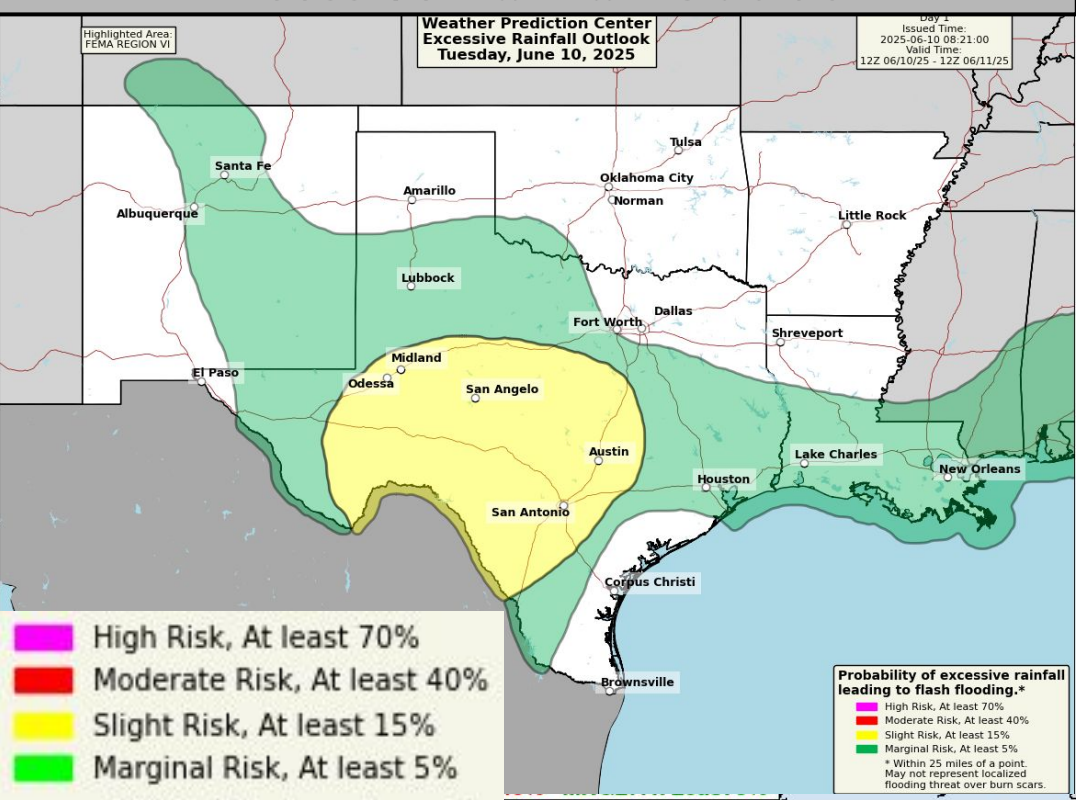 Highlighted Area:
FEMA REGION VI
Weather Prediction Center
Excessive Rainfall Outlook
Tuesday, June 10, 2025
Day 1
Issued Time:
2025-06-10 08:21:00
Valid Time:
12Z 06/10/25 - 12Z 06/11/25
Tulsa
Santa Fe
Oklahoma City
Amarillo
Norman
Albuquerque
Little Rock
Lubbock
Dallas
Fort Worth
Shreveport
Midland
El Paso
Odessa
San Angelo
Austin
Lake Charles
New Orleans
Houston
San Antonio
Corpus Christi
Brownsville
High Risk, At least 70%
Moderate Risk, At least 40%
Slight Risk, At least 15%
Marginal Risk, At least 5%
Probability of excessive rainfall
leading to flash flooding.*
High Risk, At least 70%
Moderate Risk, At least 40%
Slight Risk, At least 15%
Marginal Risk, At least 5%
* Within 25 miles of a point.
May not represent localized
flooding threat over burn scars.